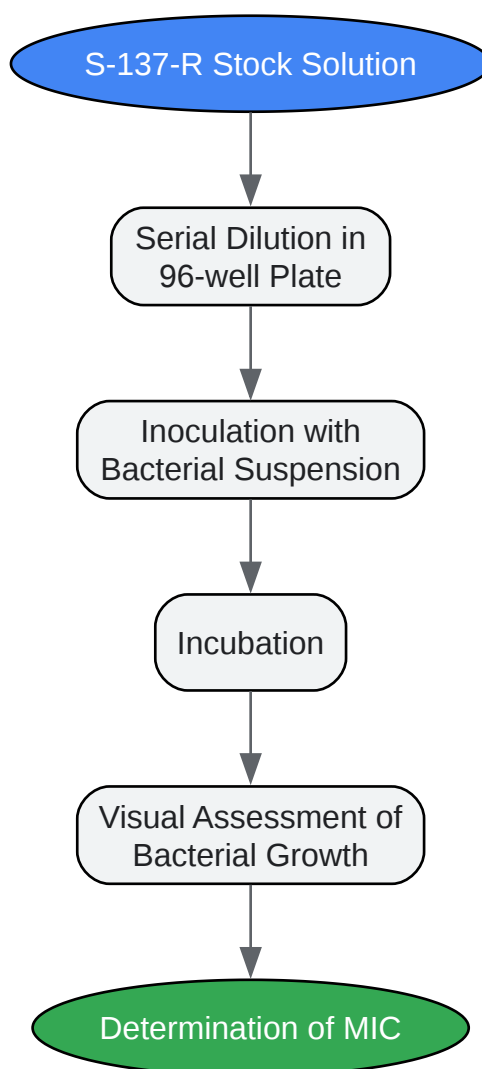 S-137-R Stock Solution
Serial Dilution in
96-well Plate
Inoculation with
Bacterial Suspension
Incubation
Visual Assessment of
Bacterial Growth
Determination of MIC